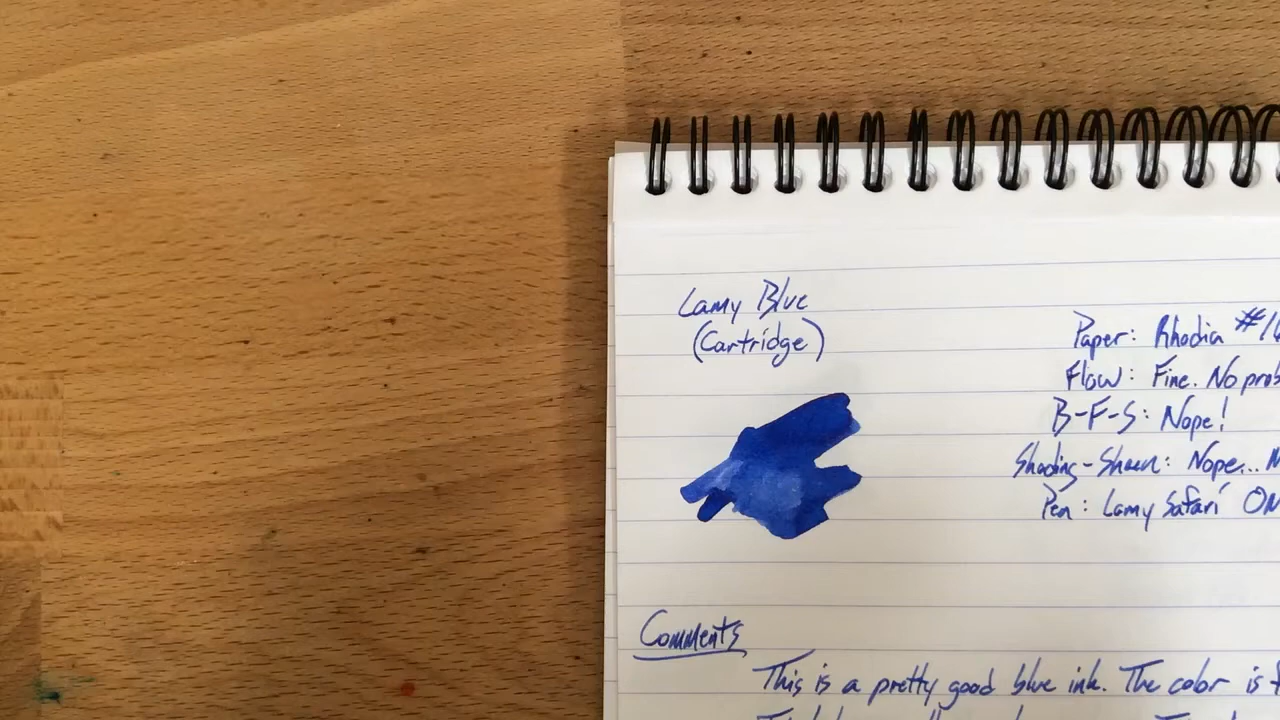 Lamy Blue
(Cartridge)
Paper: Rhodia
Flow: Fine. No
B-F-S: Nope!
Shading-Sheen: Nope...
Pen: Lamy Safari
Comments
This is a pretty good blue ink. The color is